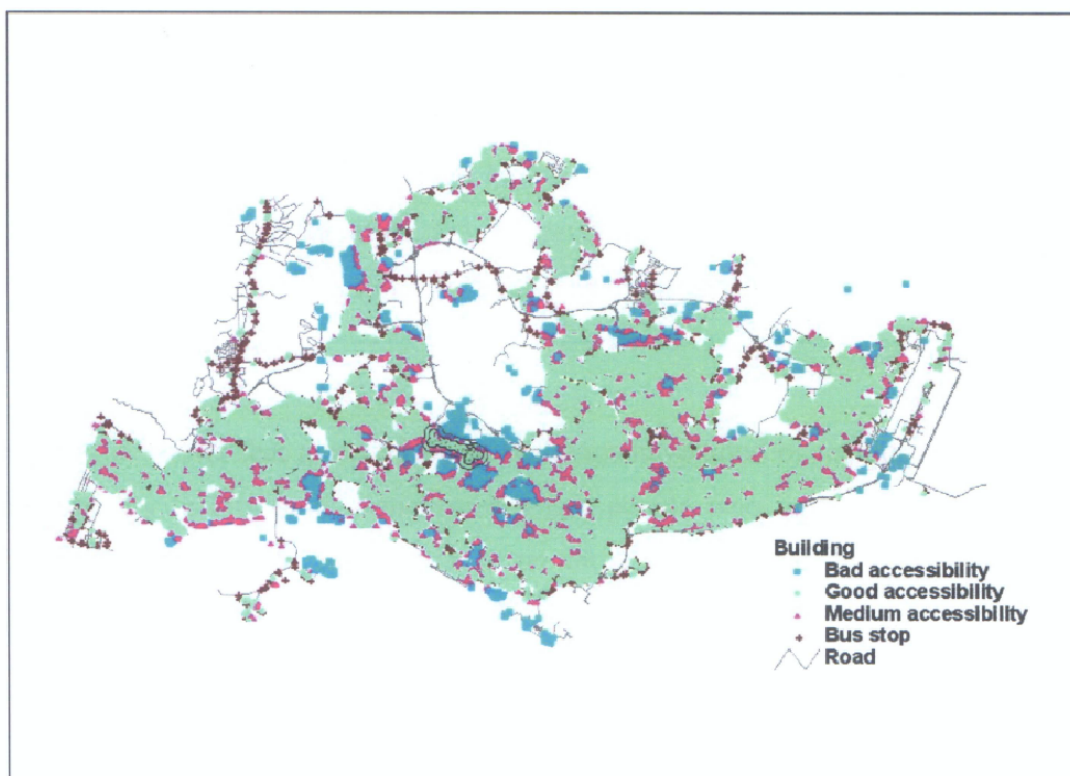 Building
Bad accessibility
Good accessibility
Medium accessibility
Bus stop
Road